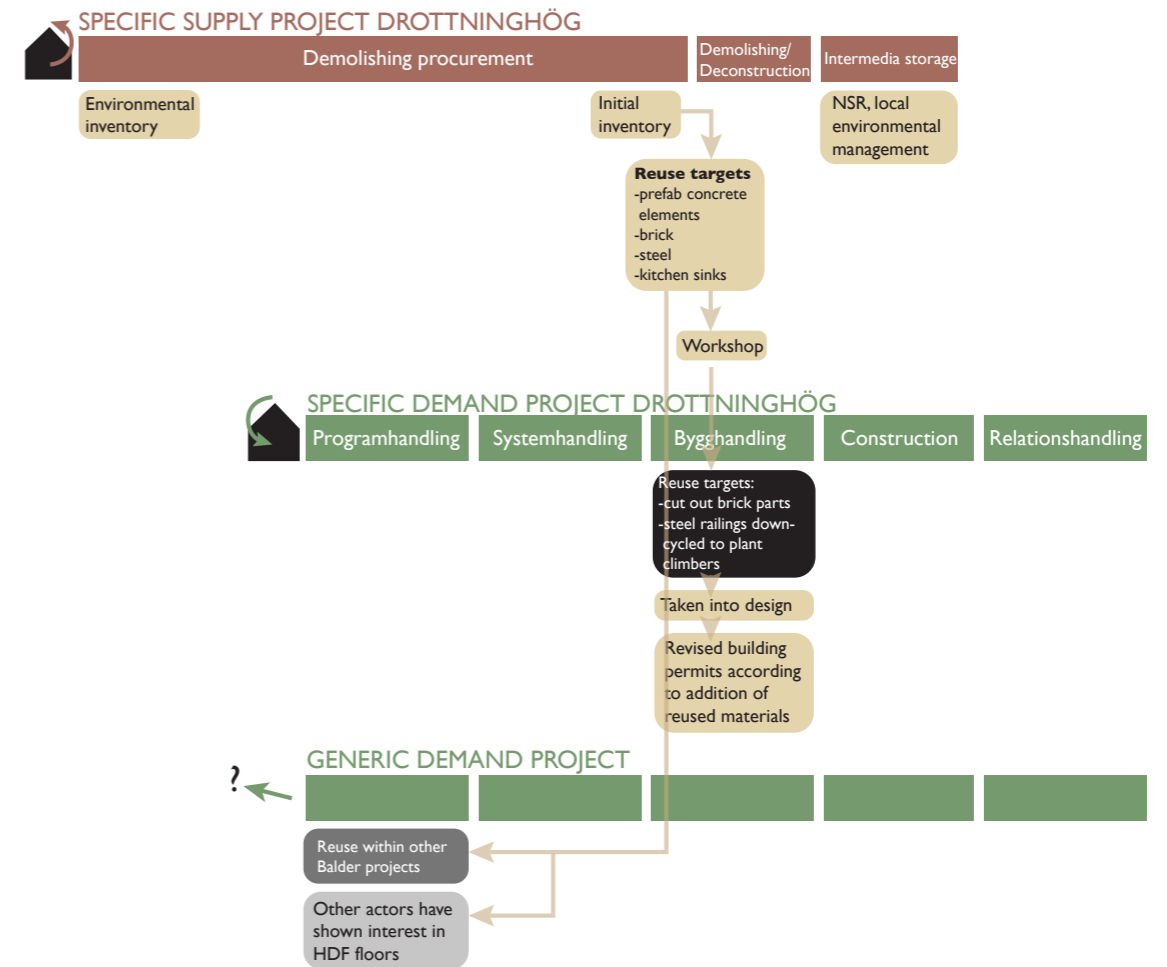 SPECIFIC SUPPLY PROJECT DROTTNINGHÖG
Demolishing procurement
Demolishing/
Deconstruction
Intermedia storage
Environmental
inventory
Initial
inventory
NSR, local
environmental
management
Reuse targets
-prefab concrete
elements
-brick
-steel
-kitchen sinks
Workshop
SPECIFIC DEMAND PROJECT DROTTNINGHÖG
Programhandling
Systemhandling
Bygghandling
Construction
Relationshandling
Reuse targets:
-cut out brick parts
-steel railings down-
cycled to plant
climbers
Taken into design
Revised building
permits according
to addition of
reused materials
GENERIC DEMAND PROJECT
?
Reuse within other
Balder projects
Other actors have
shown interest in
HDF floors